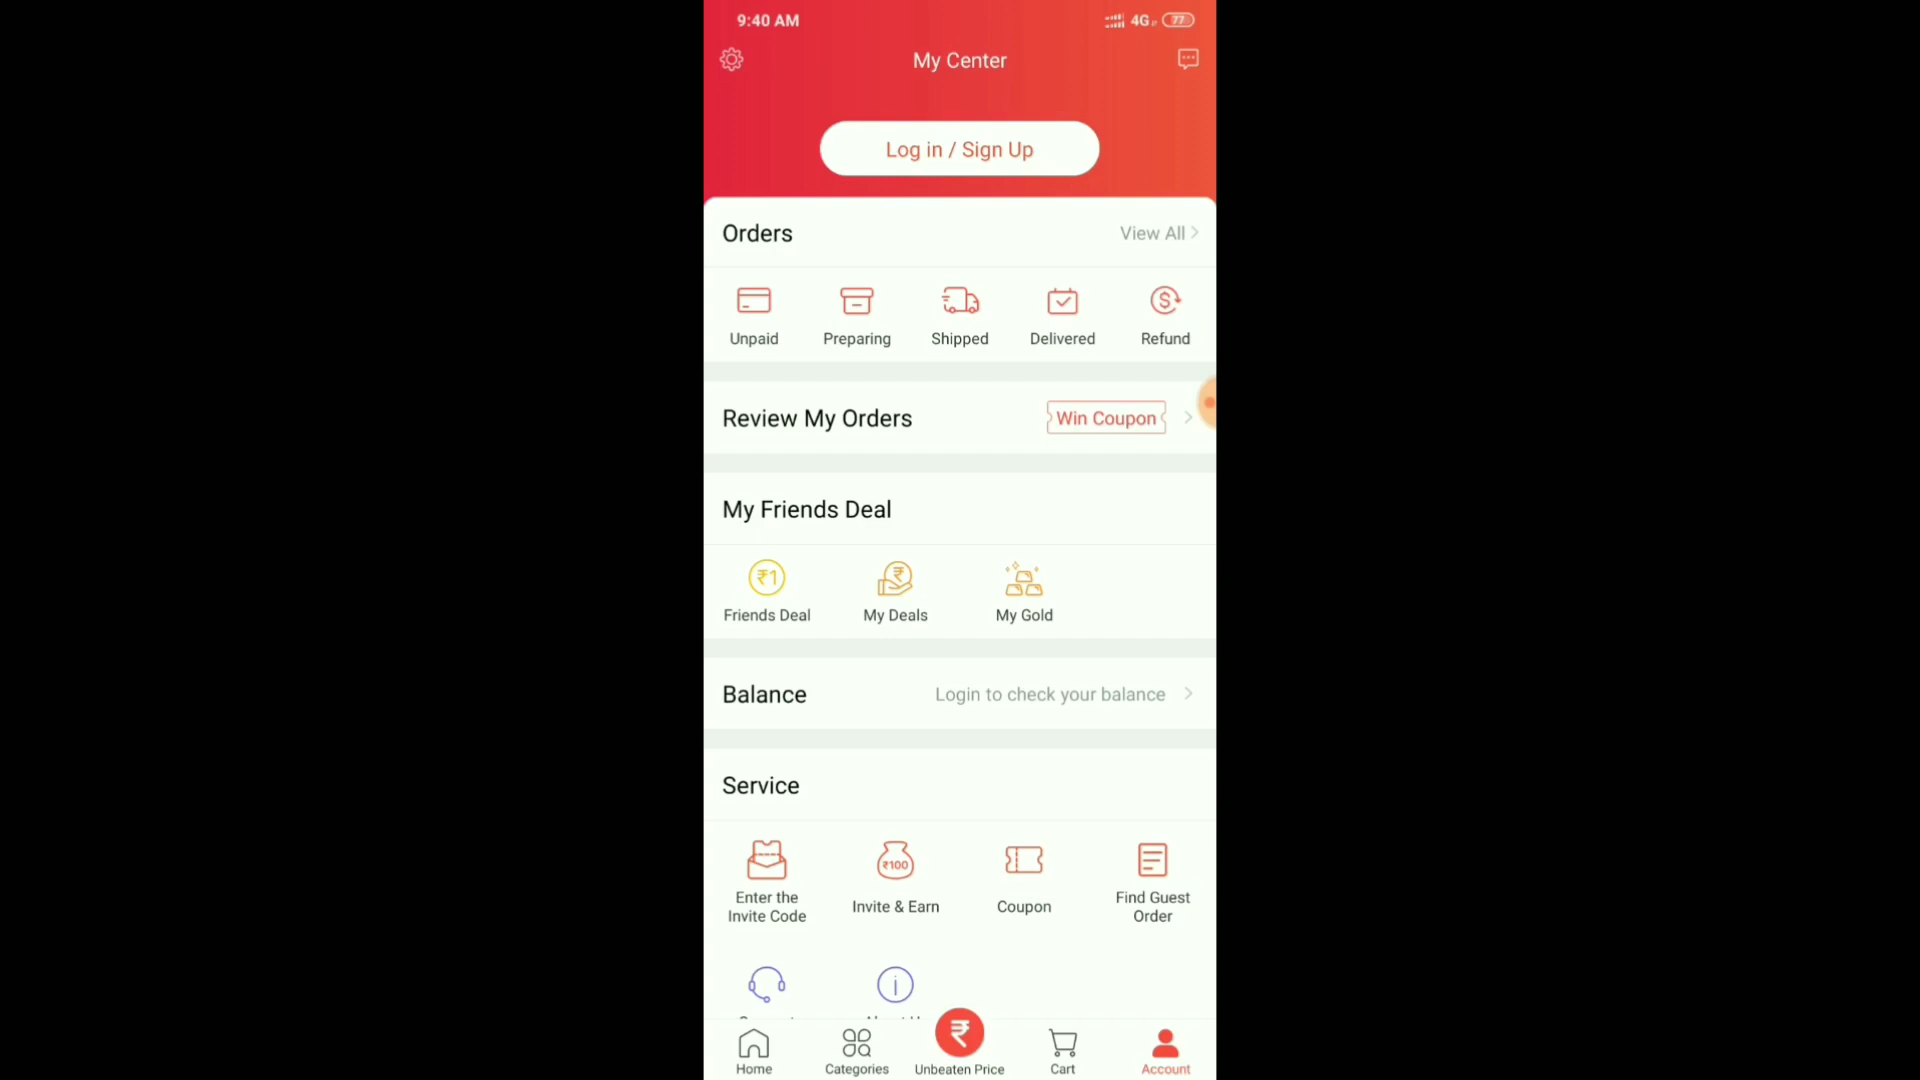 9:40 AM
4G
77
My Center
Log in / Sign Up
Orders
View All
Unpaid
Preparing
Shipped
Delivered
Refund
Review My Orders
Win Coupon
My Friends Deal
₹1
Friends Deal
My Deals
My Gold
Balance
Login to check your balance
Service
₹100
Enter the
Invite Code
Invite & Earn
Coupon
Find Guest
Order
Home
Categories
Unbeaten Price
Cart
Account